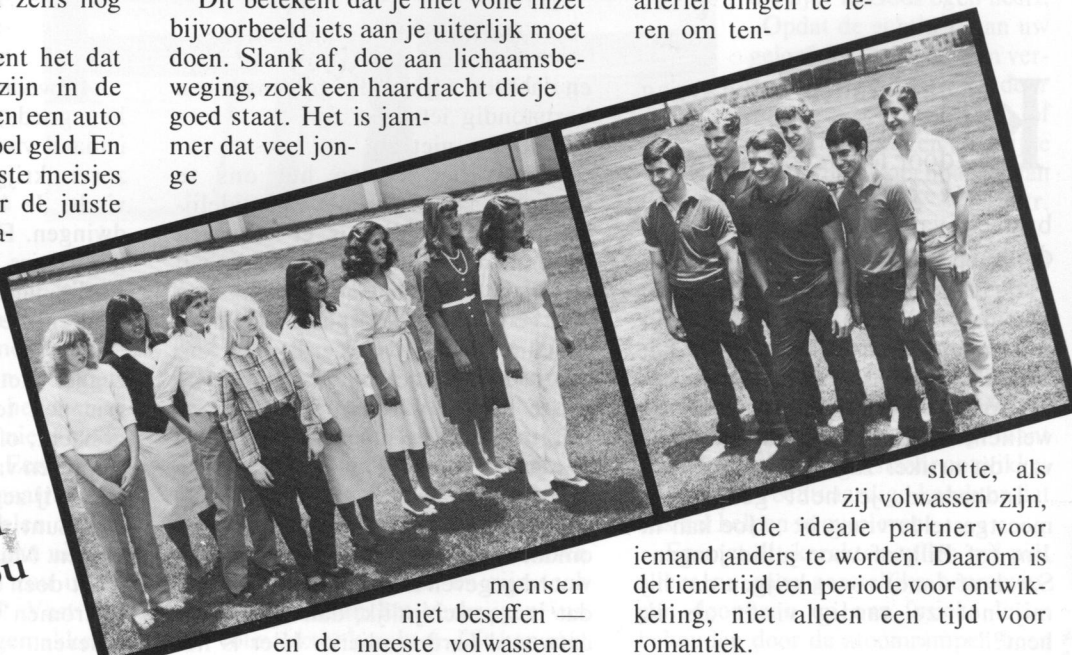 zelfs nog
ent het dat
zijn in de
en een auto
oel geld. En
ste meisjes
r de juiste
a-
ou
Dit betekent dat je met volle inzet
bijvoorbeeld iets aan je uiterlijk moet
doen. Slank af, doe aan lichaamsbe-
weging, zoek een haardracht die je
goed staat. Het is jam-
mer dat veel jon-
ge
mensen
niet beseffen —
en de meeste volwassenen
allerlei dingen te le-
ren om ten-
slotte, als
zij volwassen zijn,
de ideale partner voor
iemand anders te worden. Daarom is
de tienertijd een periode voor ontwik-
keling, niet alleen een tijd voor
romantiek.